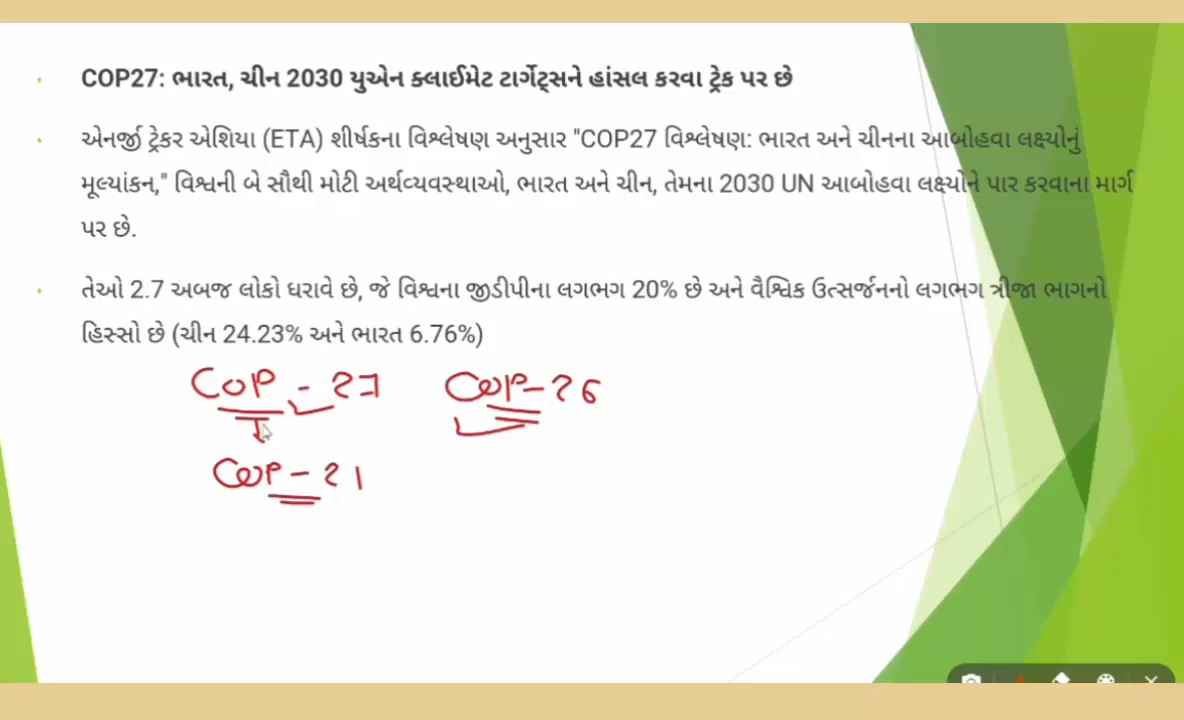 COP27: ભારત, ચીન 2030 યુએન ક્લાઈમેટ ટાર્ગેટ્સને હાંસલ કરવા ટ્રેક પર છે
એનર્જી ટ્રેકર એશિયા (ETA) શીર્ષકના વિશ્લેષણ અનુસાર "COP27 વિશ્લેષણ: ભારત અને ચીનના આબોહવા લક્ષ્યોનું
મૂલ્યાંકન," વિશ્વની બે સૌથી મોટી અર્થવ્યવસ્થાઓ, ભારત અને ચીન, તેમના 2030 UN આબોહવા લક્ષ્યોને પાર કરવાના માર્ગ
પર છે.
તેઓ 2.7 અબજ લોકો ધરાવે છે, જે વિશ્વના જીડીપીના લગભગ 20% છે અને વૈશ્વિક ઉત્સર્જનનો લગભગ ત્રીજા ભાગનો
હિસ્સો છે (ચીન 24.23% અને ભારત 6.76%)
COP - 27 COP-26
COP - 21